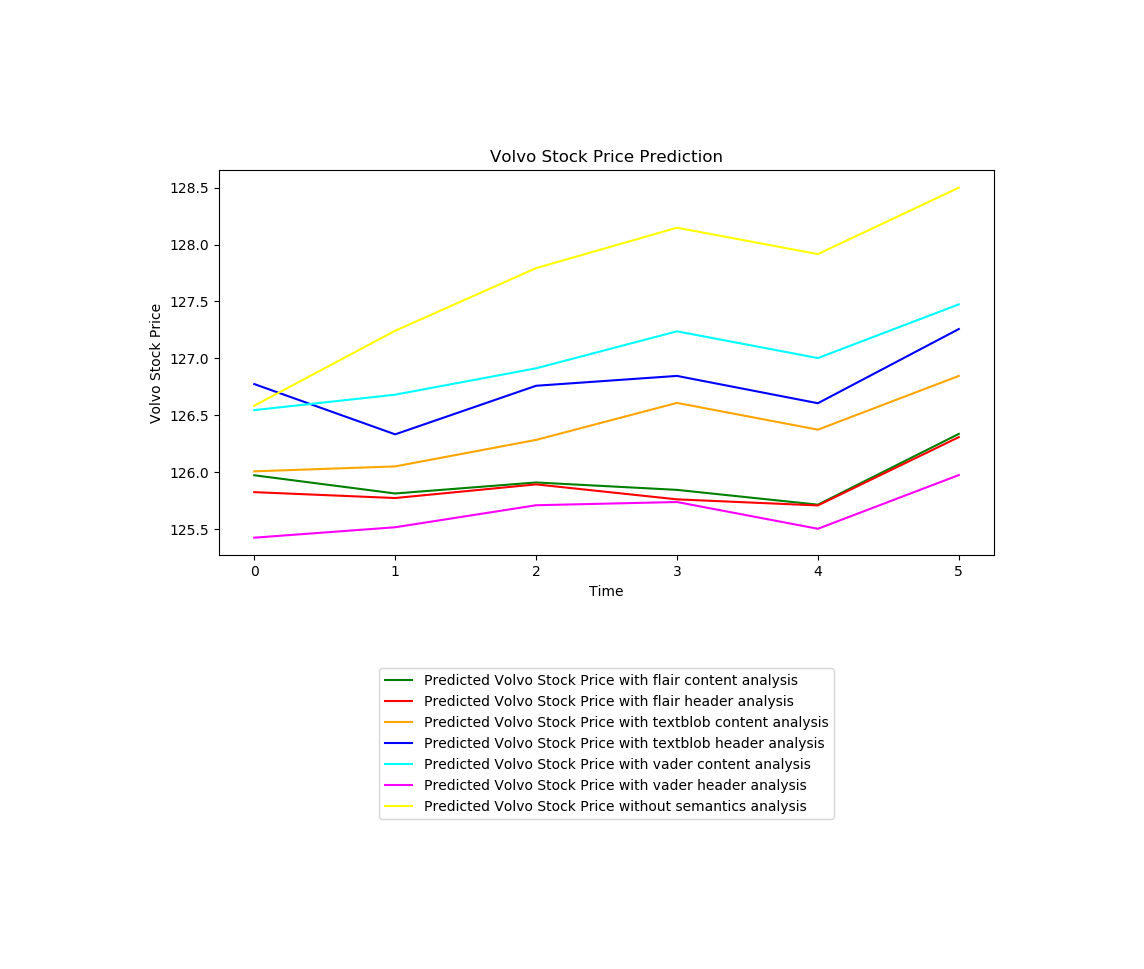 Volvo Stock Price Prediction
128.5
128.0
127.5
127.0
126.5
126.0
125.5
Volvo Stock Price
0 1 2 3 4 5
Time
Predicted Volvo Stock Price with flair content analysis
Predicted Volvo Stock Price with flair header analysis
Predicted Volvo Stock Price with textblob content analysis
Predicted Volvo Stock Price with textblob header analysis
Predicted Volvo Stock Price with vader content analysis
Predicted Volvo Stock Price with vader header analysis
Predicted Volvo Stock Price without semantics analysis